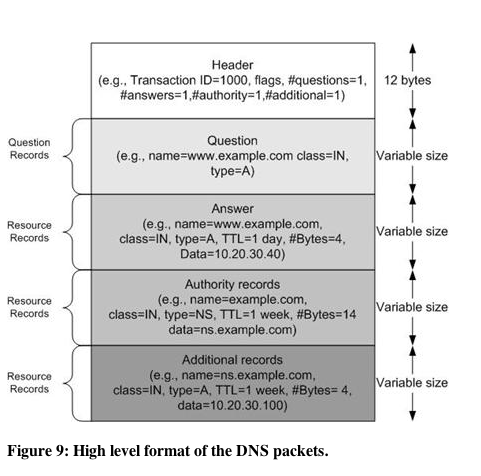 Header
(e.g., Transaction ID=1000, flags, #questions=1,
#answers=1,#authority=1,#additional=1)
12 bytes
Question
Records
Question
(e.g., name=www.example.com class=IN,
type=A)
Variable size
Resource
Records
Answer
(e.g., name=www.example.com,
class=IN, type=A, TTL=1 day, #Bytes=4,
Data=10.20.30.40)
Variable size
Resource
Records
Authority records
(e.g., name=example.com,
class=IN, type=NS, TTL=1 week, #Bytes=14
data=ns.example.com)
Variable size
Resource
Records
Additional records
(e.g., name=ns.example.com,
class=IN, type=A, TTL=1 week, #Bytes= 4,
data=10.20.30.100)
Variable size
Figure 9: High level format of the DNS packets.